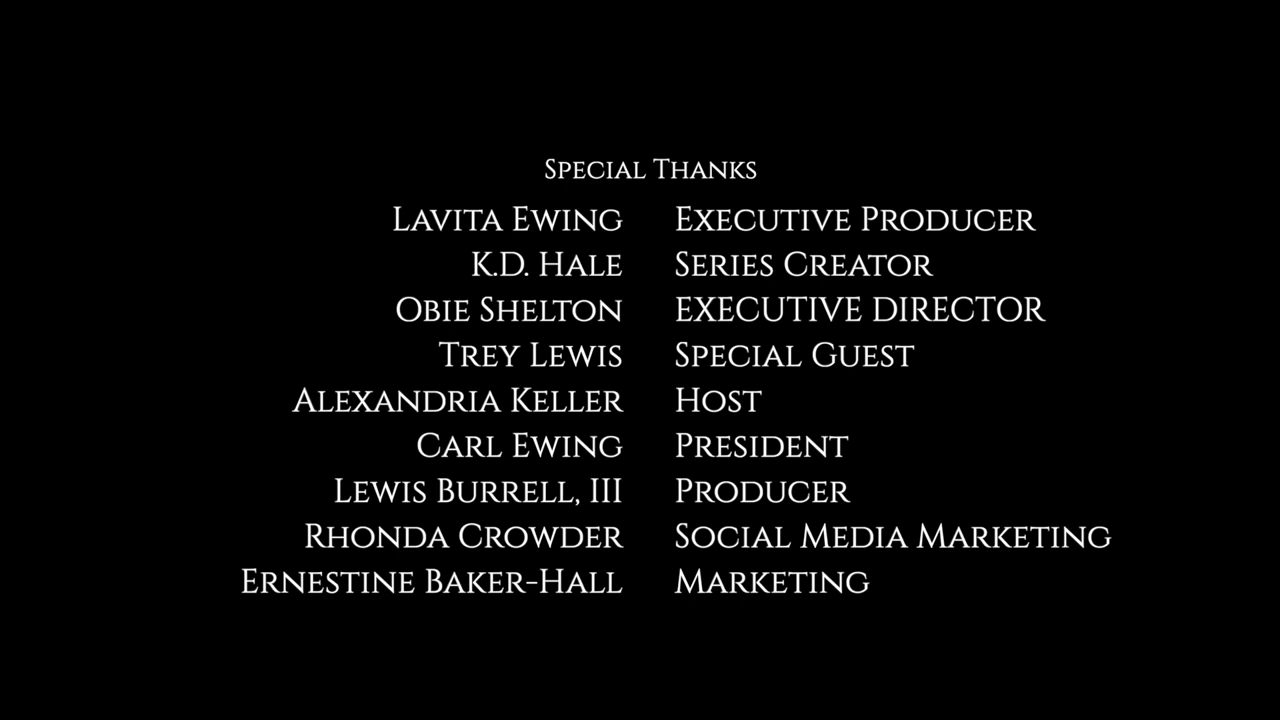 Special Thanks
Lavita Ewing Executive Producer
K.D. Hale Series Creator
Obie Shelton EXECUTIVE DIRECTOR
Trey Lewis Special Guest
Alexandria Keller Host
Carl Ewing President
Lewis Burrell, III Producer
Rhonda Crowder Social Media Marketing
Ernestine Baker-Hall Marketing